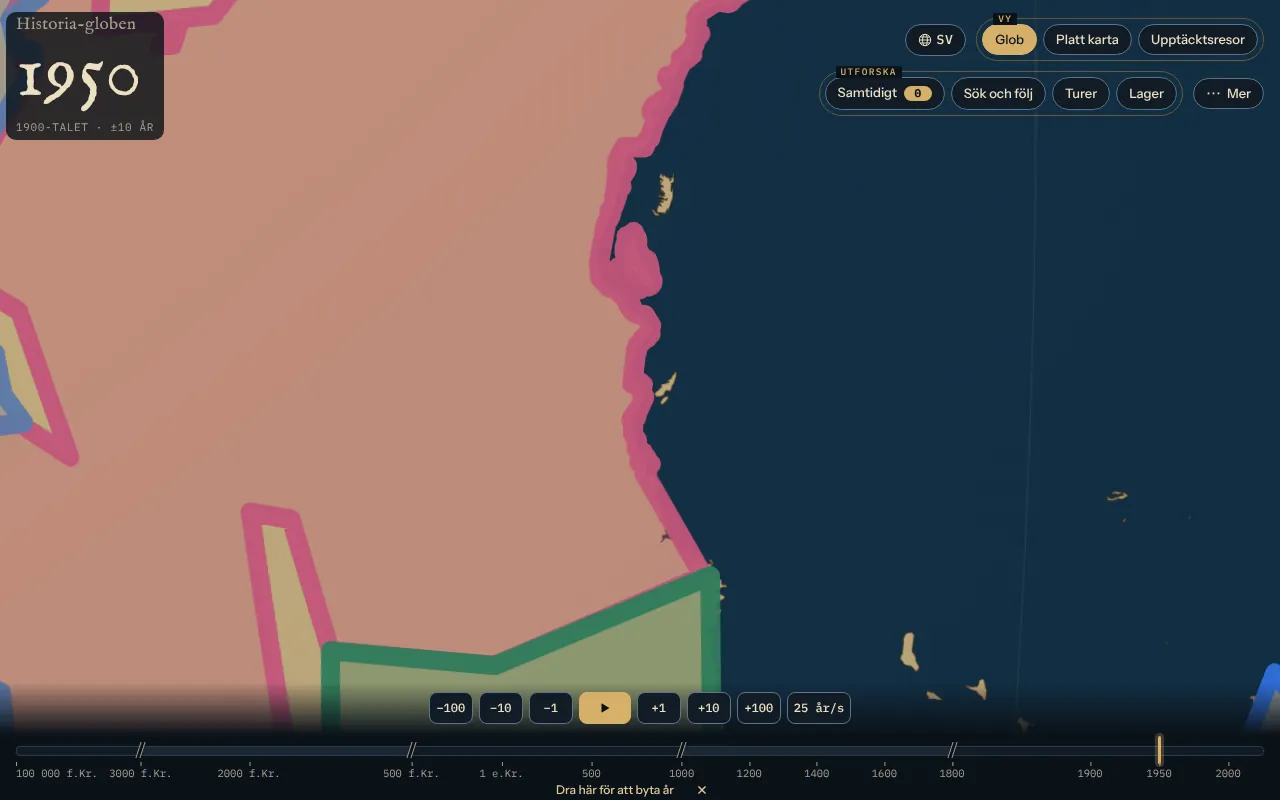 Historia-globen
1950
1900-TALET · ±10 ÅR
SV
VY
Glob
Platt karta
Upptäcktsresor
UTFORSKA
Samtidigt 0
Sök och följ
Turer
Lager
··· Mer
−100
−10
−1
+1
+10
+100
25 år/s
100 000 f.Kr.
3000 f.Kr.
2000 f.Kr.
500 f.Kr.
1 e.Kr.
500
1000
1200
1400
1600
1800
1900
1950
2000
Dra här för att byta år ✕